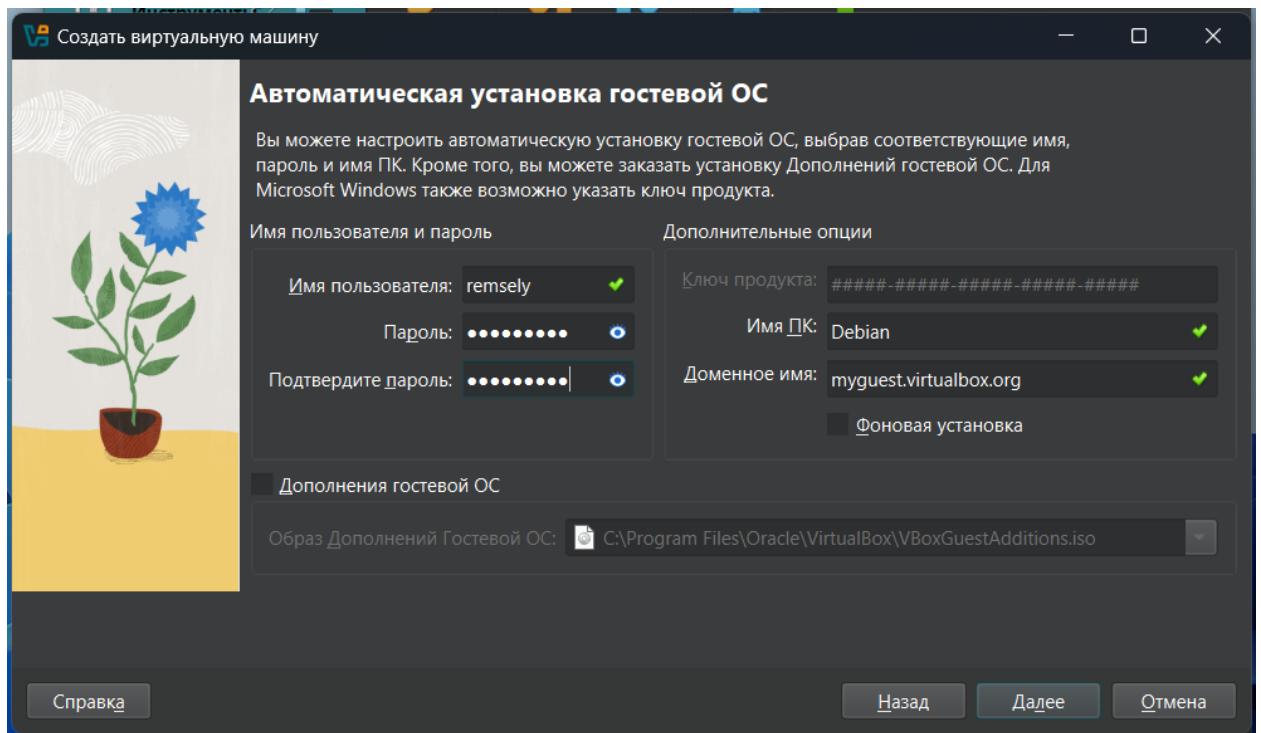 Инструменты
Создать виртуальную машину
Автоматическая установка гостевой ОС
Вы можете настроить автоматическую установку гостевой ОС, выбрав соответствующие имя,
пароль и имя ПК. Кроме того, вы можете заказать установку Дополнений гостевой ОС. Для
Microsoft Windows также возможно указать ключ продукта.
Имя пользователя и пароль
Имя пользователя: remsely
Пароль: ●●●●●●●●●
Подтвердите пароль: ●●●●●●●●●
Дополнительные опции
Ключ продукта: #####-#####-#####-#####-#####
Имя ПК: Debian
Доменное имя: myguest.virtualbox.org
Фоновая установка
Дополнения гостевой ОС
Образ Дополнений Гостевой ОС: C:\Program Files\Oracle\VirtualBox\VBoxGuestAdditions.iso
Справка
Назад
Далее
Отмена